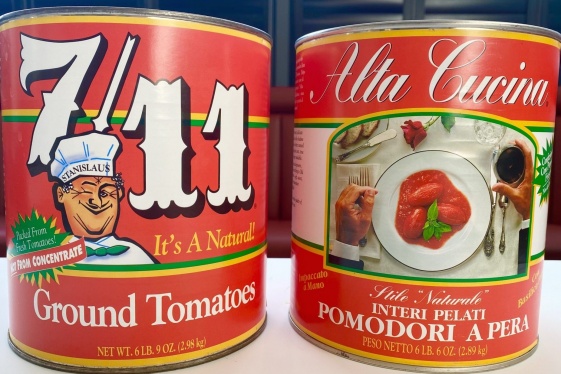 7/11
STANISLAUS
Packed From
Fresh Tomatoes!
NOT FROM CONCENTRATE
It's A Natural!
Ground Tomatoes
NET WT. 6 LB. 9 OZ. (2.98 kg)
Alta Cucina
Stile "Naturale"
INTERI PELATI
POMODORI A PERA
PESO NETTO 6 LB. 6 OZ. (2.89 kg)
a Mano